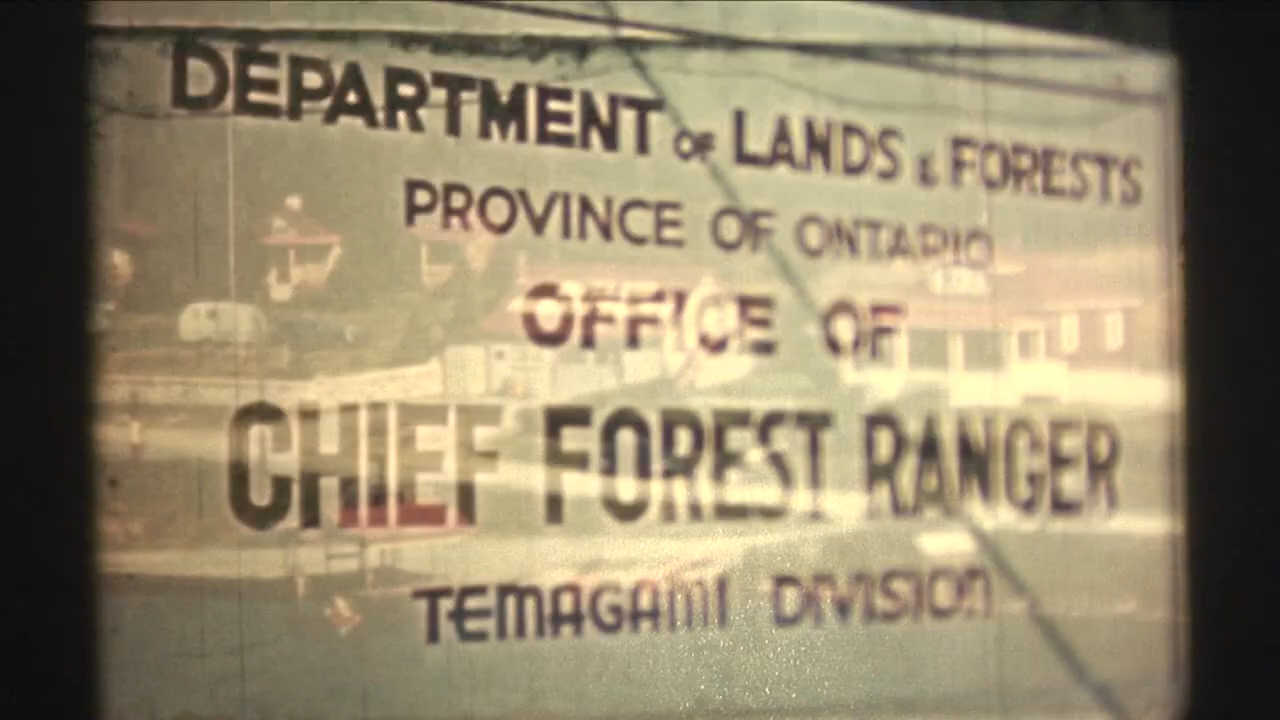 DEPARTMENT OF LANDS & FORESTS
PROVINCE OF ONTARIO
OFFICE OF
CHIEF FOREST RANGER
TEMAGAMI DIVISION